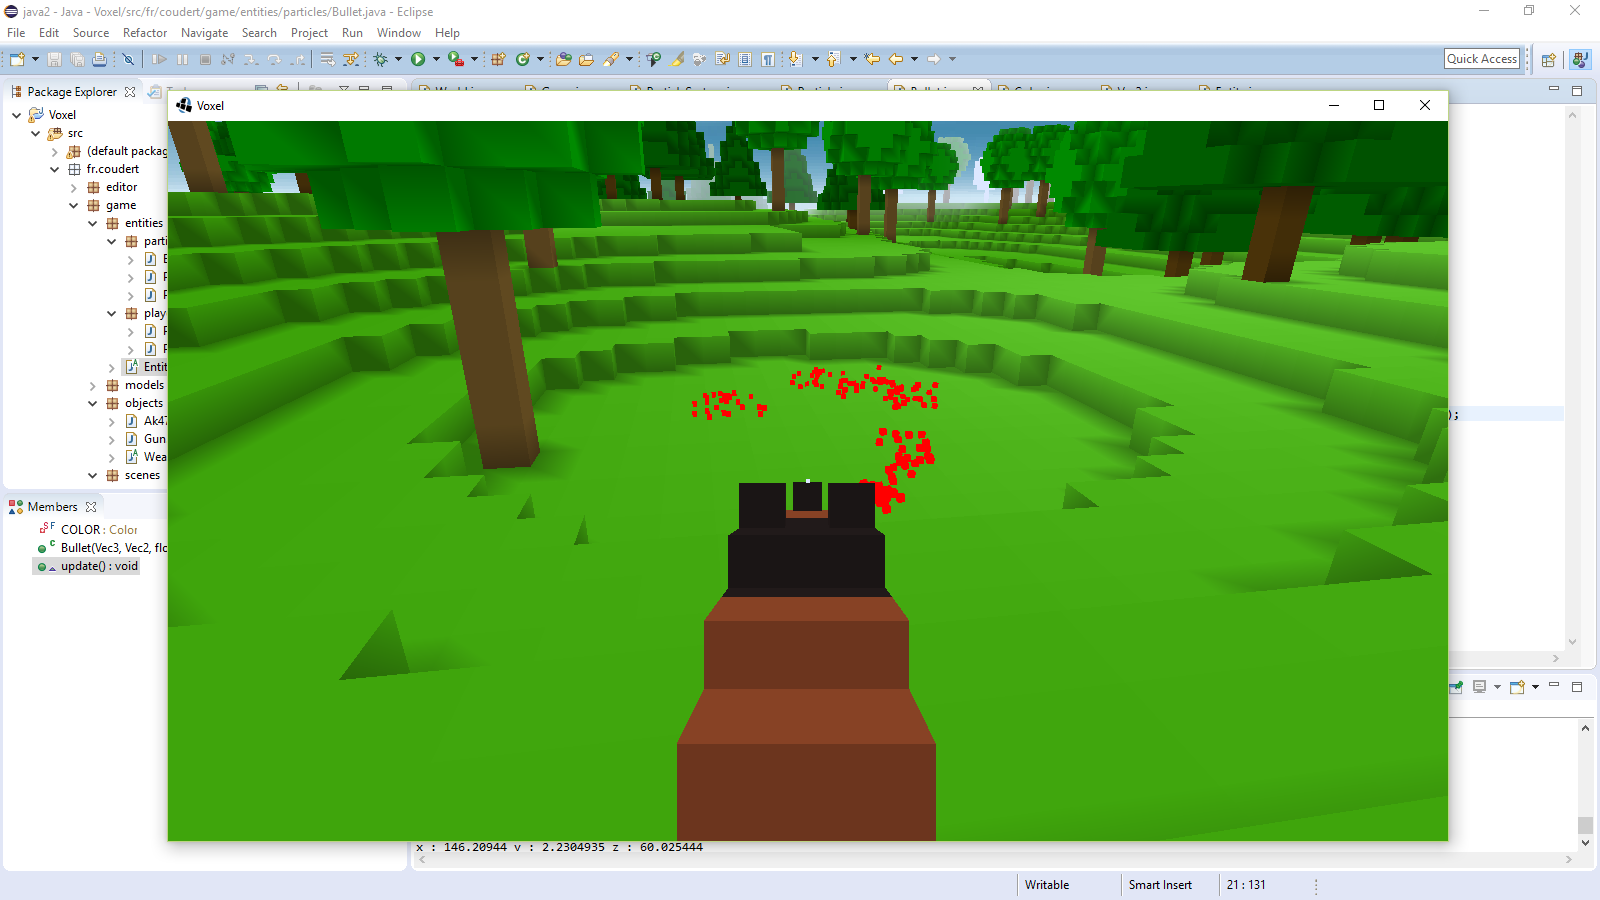 java2 - Java - Voxel/src/fr/coudert/game/entities/particles/Bullet.java - Eclipse
File Edit Source Refactor Navigate Search Project Run Window Help
Quick Access
Package Explorer
Voxel
Voxel
src
(default packag
fr.coudert
editor
game
entities
parti
play
Entit
models
objects
Ak47
Gun
Wea
scenes
);
Members
COLOR : Color
Bullet(Vec3, Vec2, flo
update() : void
x : 146.20944 v : 2.2304935 z : 60.025444
Writable Smart Insert 21 : 131